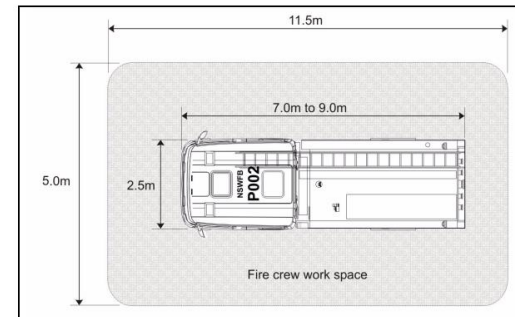 11.5m
7.0m to 9.0m
5.0m
2.5m
NSWFB
P002
Fire crew work space